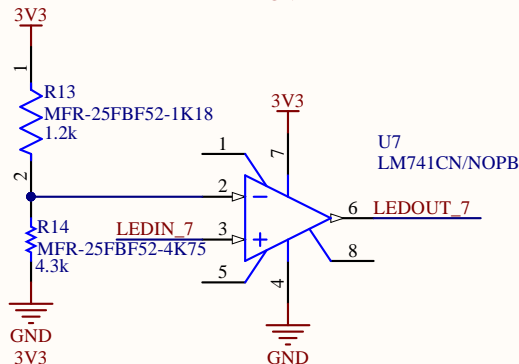 3V3
1
R13
MFR-25FBF52-1K18
1.2k
2
R14
MFR-25FBF52-4K75
4.3k
GND
3V3
3V3
U7
LM741CN/NOPB
1
7
2
6
LEDOUT_7
LEDIN_7
3
8
5
4
GND